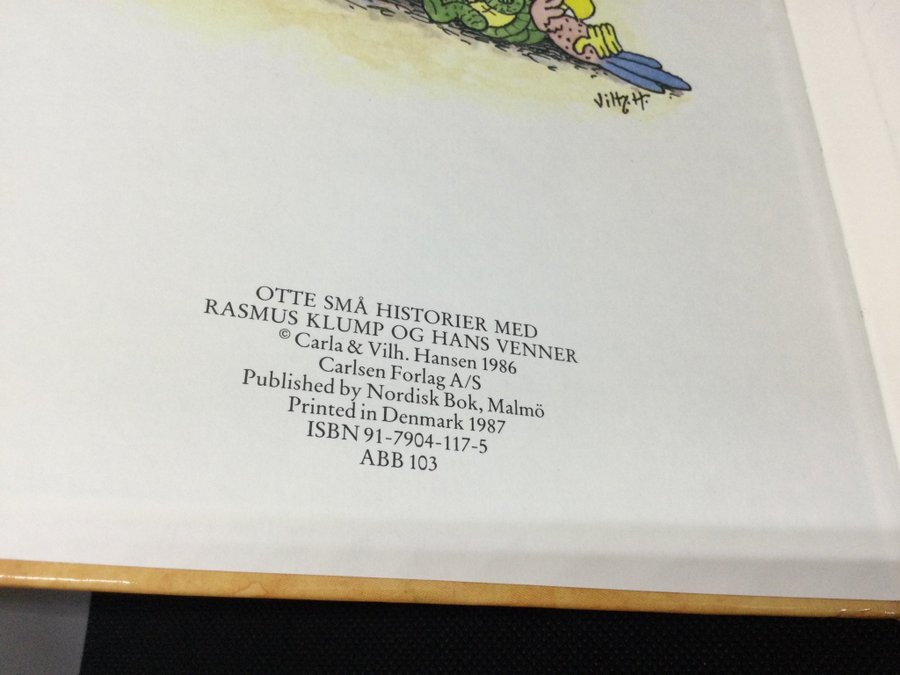 Vilh. H.
OTTE SMÅ HISTORIER MED
RASMUS KLUMP OG HANS VENNER
© Carla & Vilh. Hansen 1986
Carlsen Forlag A/S
Published by Nordisk Bok, Malmö
Printed in Denmark 1987
ISBN 91-7904-117-5
ABB 103